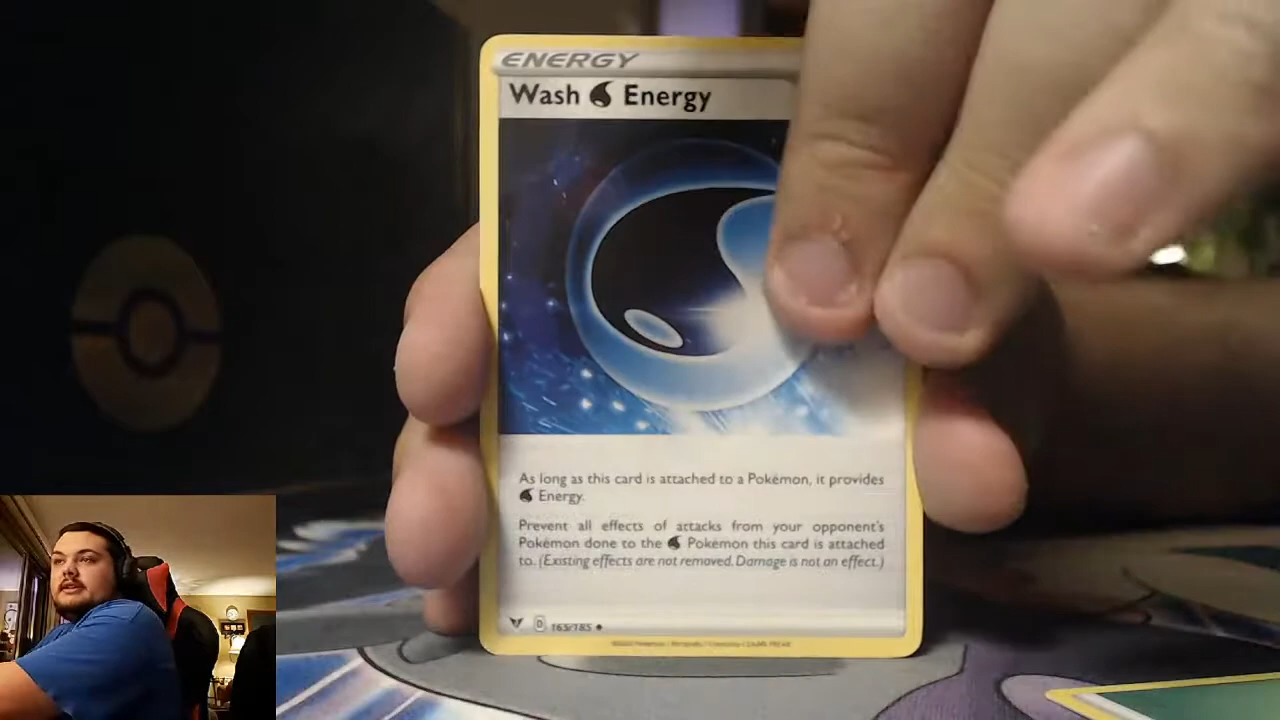 ENERGY
Wash Energy
As long as this card is attached to a Pokémon, it provides
Energy.
Prevent all effects of attacks from your opponent's
Pokémon done to the Pokémon this card is attached
to. (Existing effects are not removed. Damage is not an effect.)
D 165/185